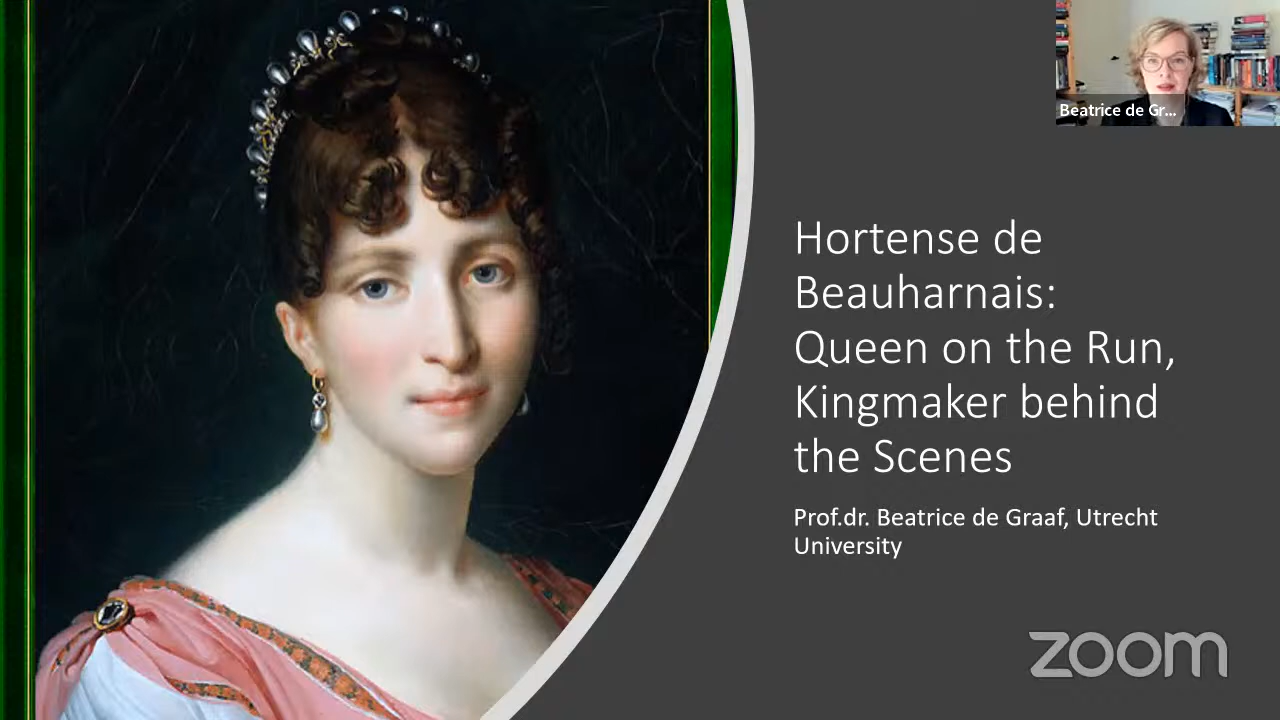 Beatrice de Gr...
Hortense de
Beauharnais:
Queen on the Run,
Kingmaker behind
the Scenes
Prof.dr. Beatrice de Graaf, Utrecht
University
zoom